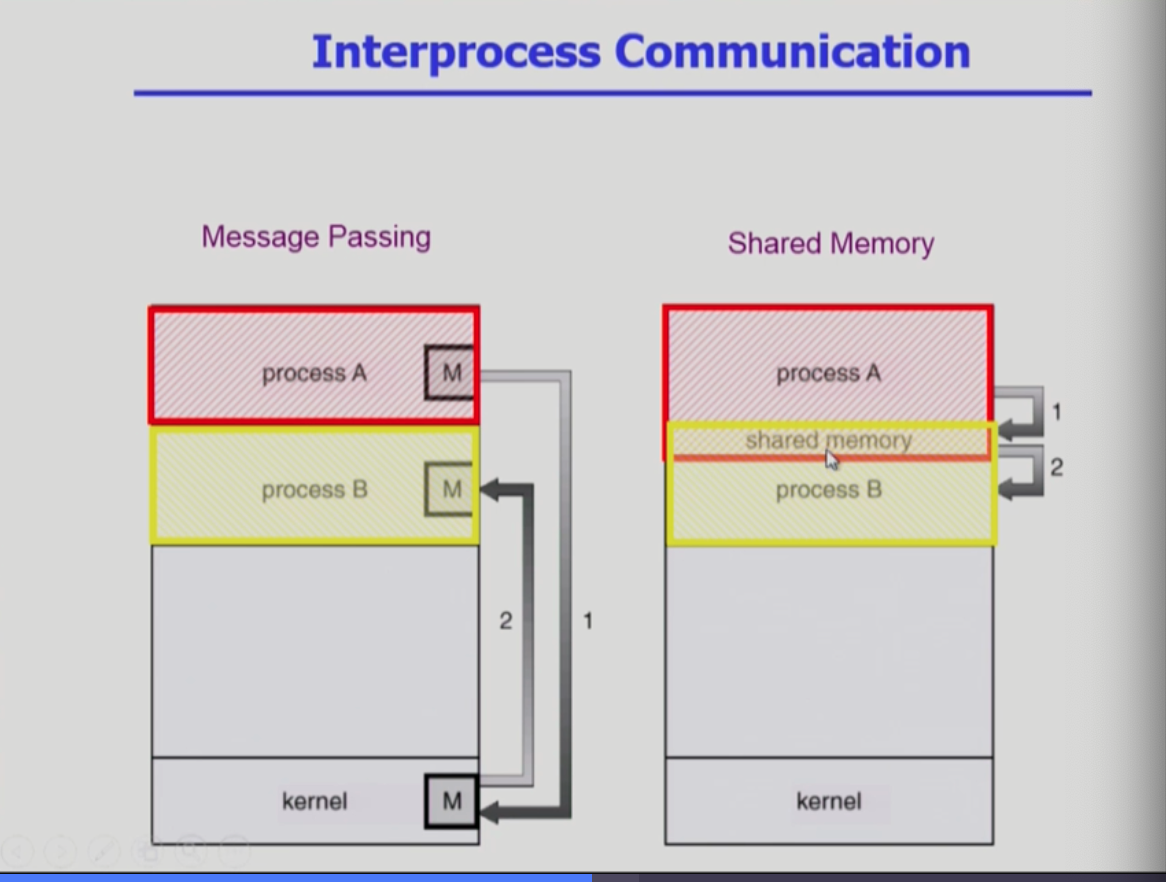 Interprocess Communication
Message Passing
Shared Memory
process A
M
process B
M
2
1
kernel
M
process A
1
shared memory
2
process B
kernel